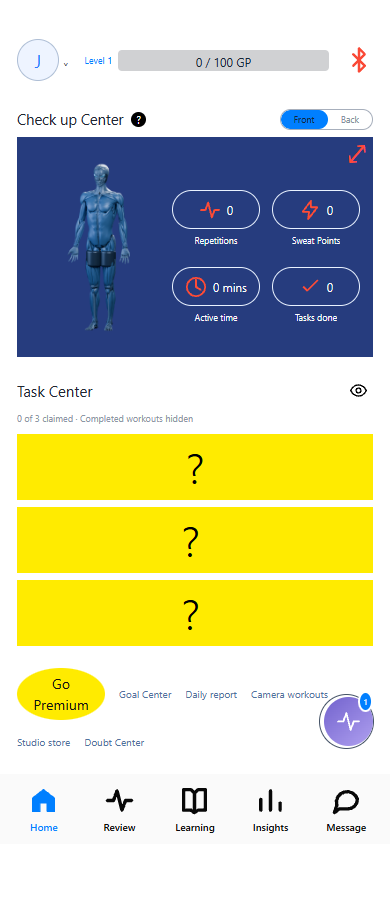 J
Level 1
0 / 100 GP
Check up Center ?
Front
Back
0
Repetitions
0
Sweat Points
0 mins
Active time
0
Tasks done
Task Center
0 of 3 claimed · Completed workouts hidden
?
?
?
Go
Premium
Goal Center
Daily report
Camera workouts
1
Studio store
Doubt Center
Home
Review
Learning
Insights
Message